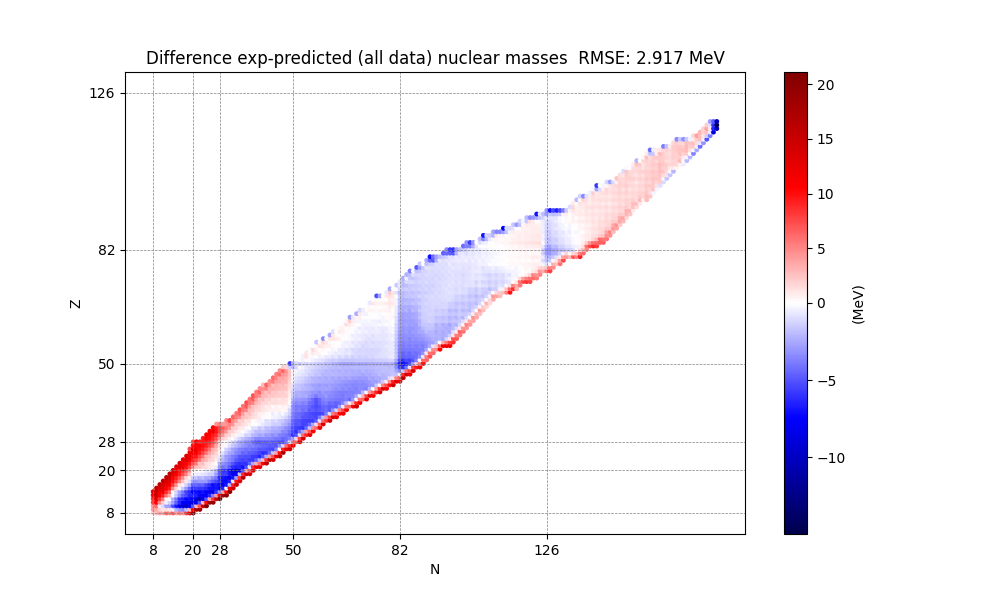 Difference exp-predicted (all data) nuclear masses  RMSE: 2.917 MeV
126
82
50
28
20
8
Z
8 20 28 50 82 126
N
20
15
10
5
0
−5
−10
(MeV)